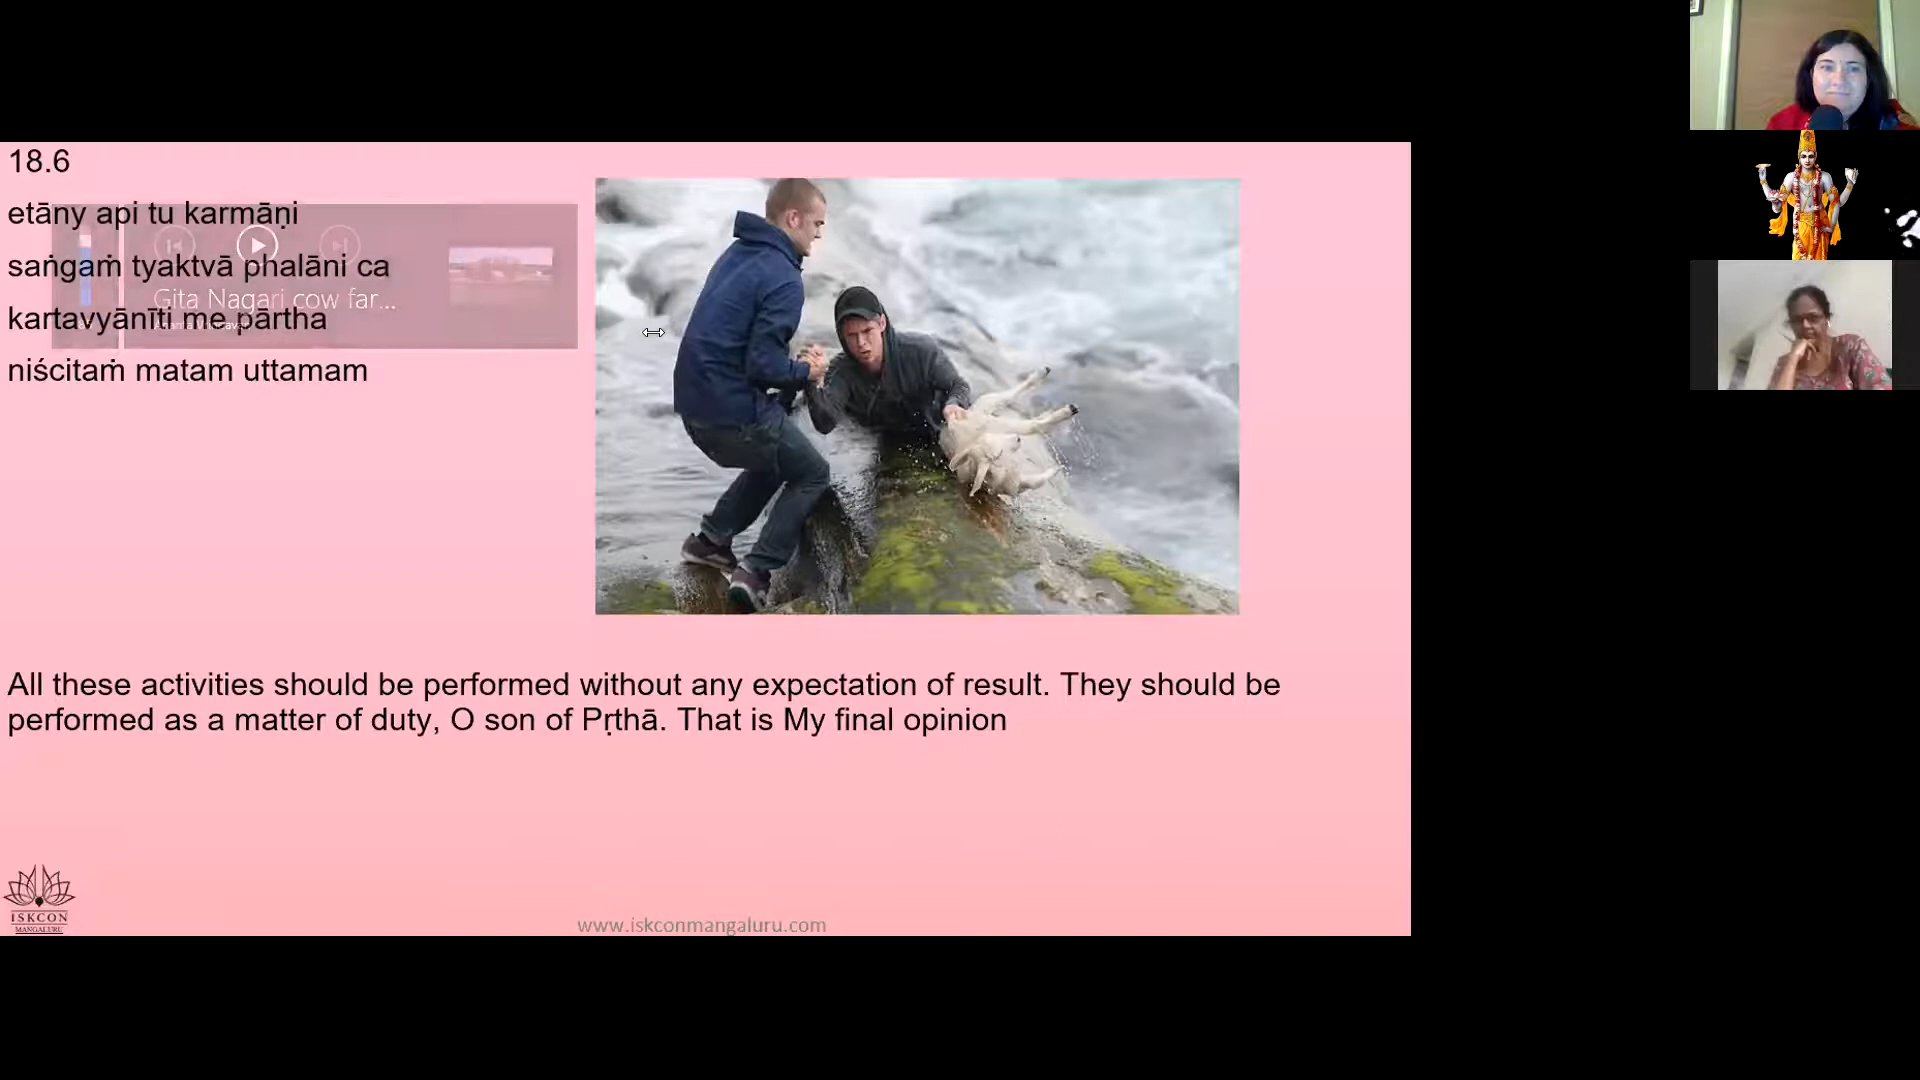 18.6
etāny api tu karmāṇi
saṅgaṁ tyaktvā phalāni ca
Gita Nagari cow far...
kartavyānīti me pārtha
niścitaṁ matam uttamam
All these activities should be performed without any expectation of result. They should be
performed as a matter of duty, O son of Pṛthā. That is My final opinion
ISKCON
MANGALURU
www.iskconmangaluru.com